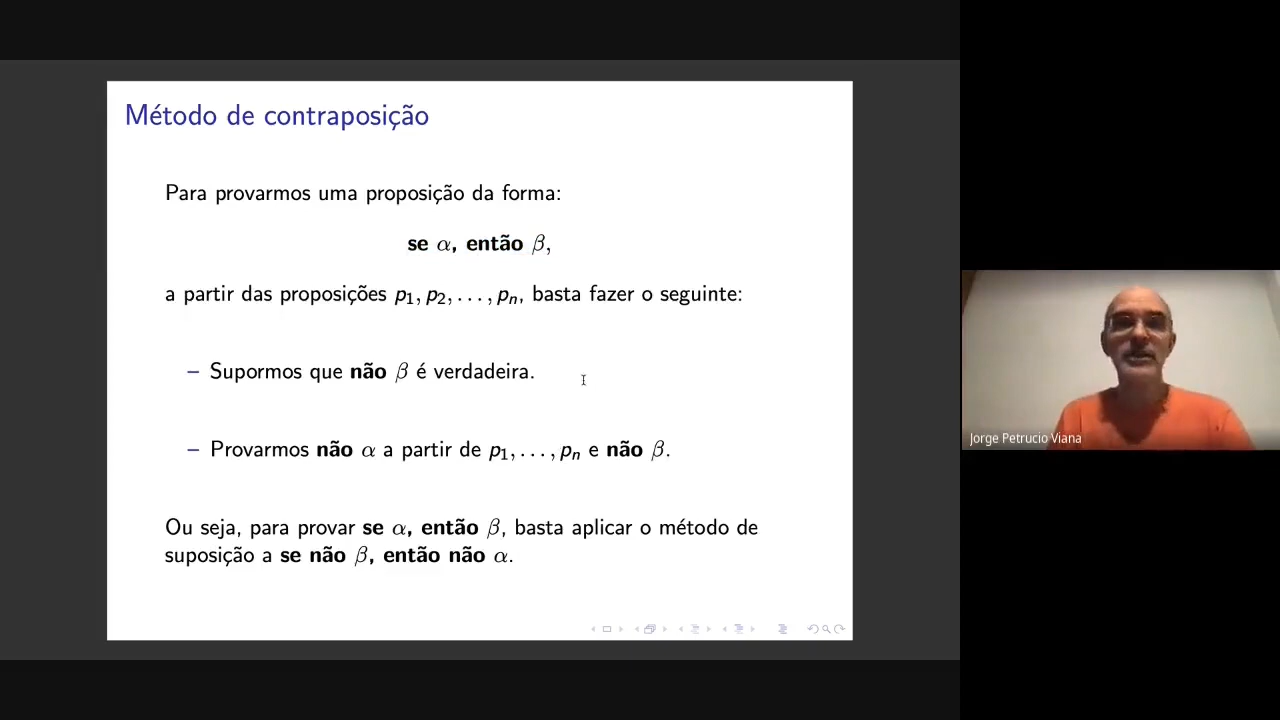 Método de contraposição
Para provarmos uma proposição da forma:
se α, então β,
a partir das proposições p₁, p₂, . . . , pₙ, basta fazer o seguinte:
– Supormos que não β é verdadeira.
– Provarmos não α a partir de p₁, . . . , pₙ e não β.
Ou seja, para provar se α, então β, basta aplicar o método de
suposição a se não β, então não α.
Jorge Petrucio Viana